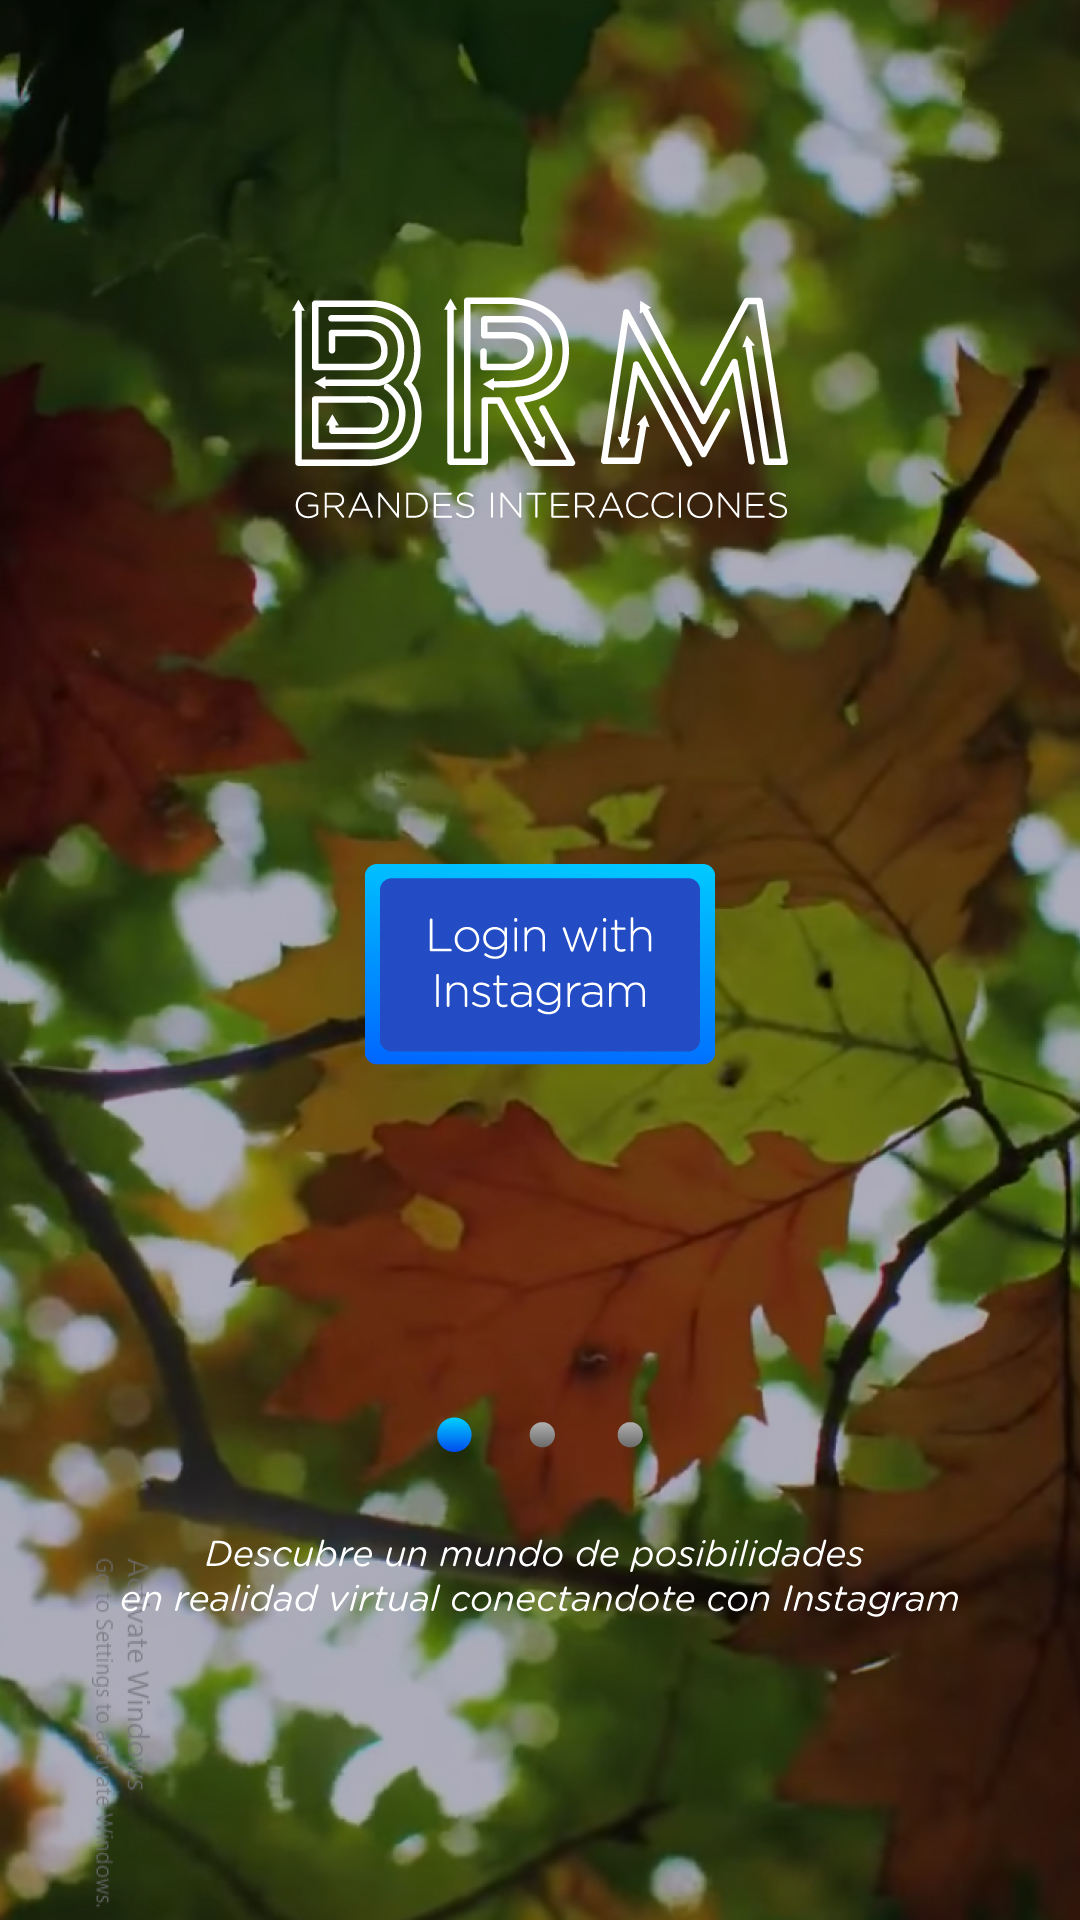 BRM
GRANDES INTERACCIONES
Login with
Instagram
Descubre un mundo de posibilidades
en realidad virtual conectandote con Instagram
Activate Windows
Go to Settings to activate Windows.